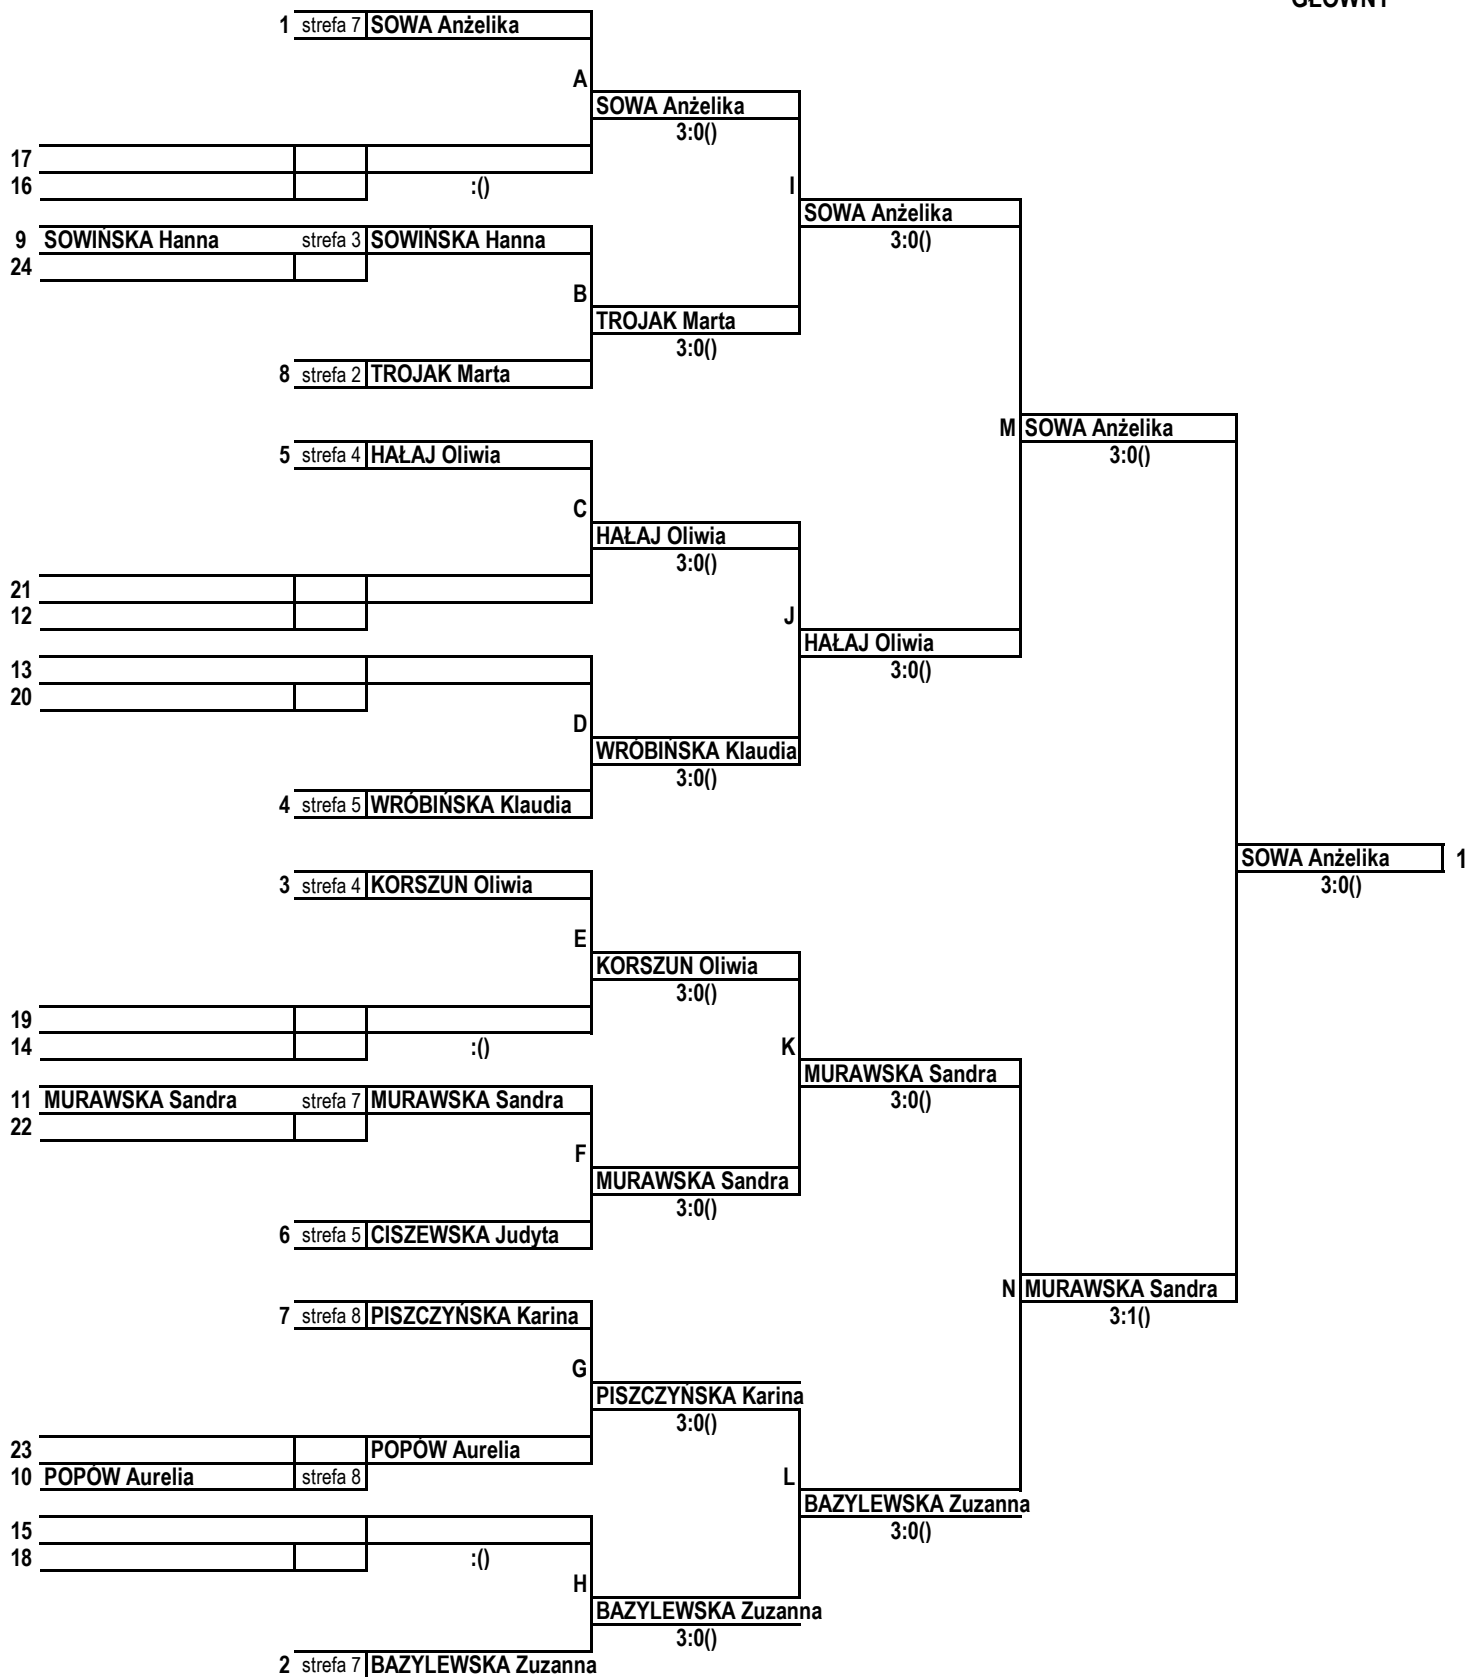 GŁÓWNY
1 strefa 7 SOWA Anżelika
A
SOWA Anżelika
3:0()
17
16 :() I
SOWA Anżelika
9 SOWIŃSKA Hanna strefa 3 SOWIŃSKA Hanna 3:0()
24
B
TROJAK Marta
3:0()
8 strefa 2 TROJAK Marta
M SOWA Anżelika
5 strefa 4 HAŁAJ Oliwia 3:0()
C
HAŁAJ Oliwia
3:0()
21
12 J
HAŁAJ Oliwia
13 3:0()
20
D
WRÓBIŃSKA Klaudia
3:0()
4 strefa 5 WRÓBIŃSKA Klaudia
SOWA Anżelika 1
3 strefa 4 KORSZUN Oliwia 3:0()
E
KORSZUN Oliwia
3:0()
19
14 :() K
MURAWSKA Sandra
11 MURAWSKA Sandra strefa 7 MURAWSKA Sandra 3:0()
22
F
MURAWSKA Sandra
3:0()
6 strefa 5 CISZEWSKA Judyta
N MURAWSKA Sandra
7 strefa 8 PISZCZYŃSKA Karina 3:1()
G
PISZCZYŃSKA Karina
3:0()
23 POPÓW Aurelia
10 POPÓW Aurelia strefa 8 L
BAZYLEWSKA Zuzanna
15 3:0()
18 :()
H
BAZYLEWSKA Zuzanna
3:0()
2 strefa 7 BAZYLEWSKA Zuzanna